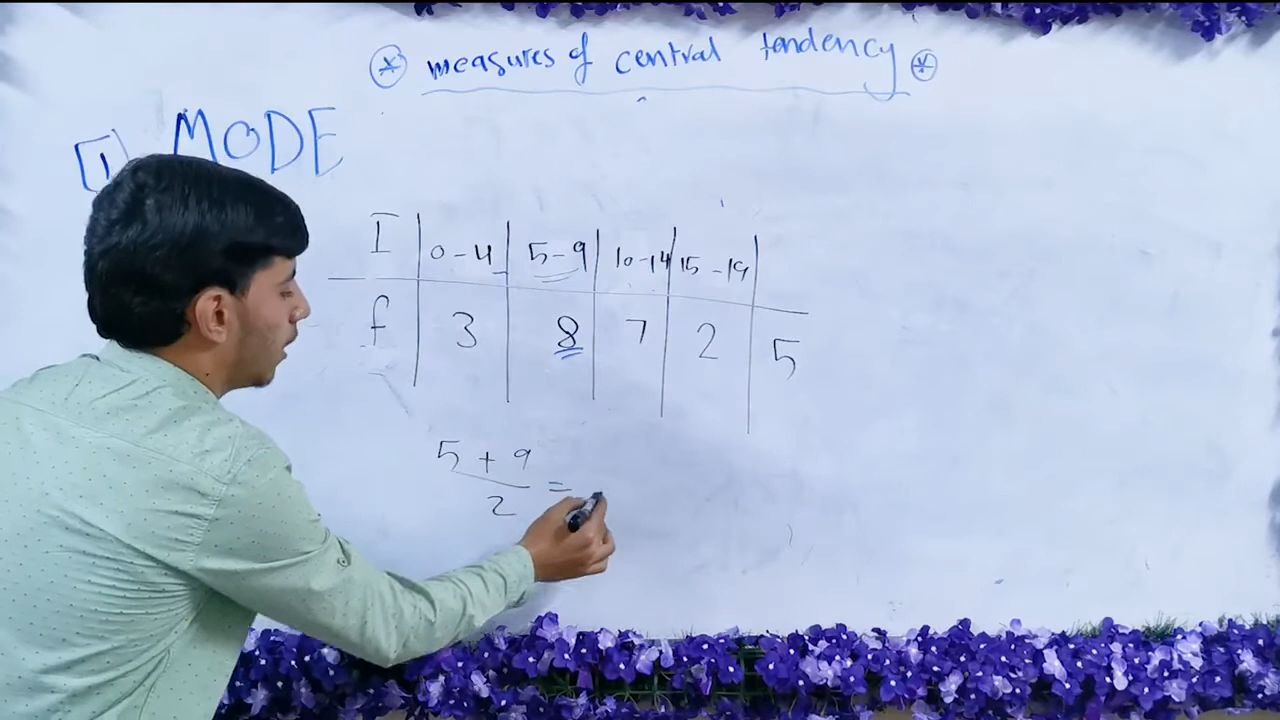 * measures of central tendency *
[1] MODE
I | 0-4 | 5-9 | 10-14 | 15-19 |
f | 3 | 8 | 7 | 2 | 5
5 + 9
2 =